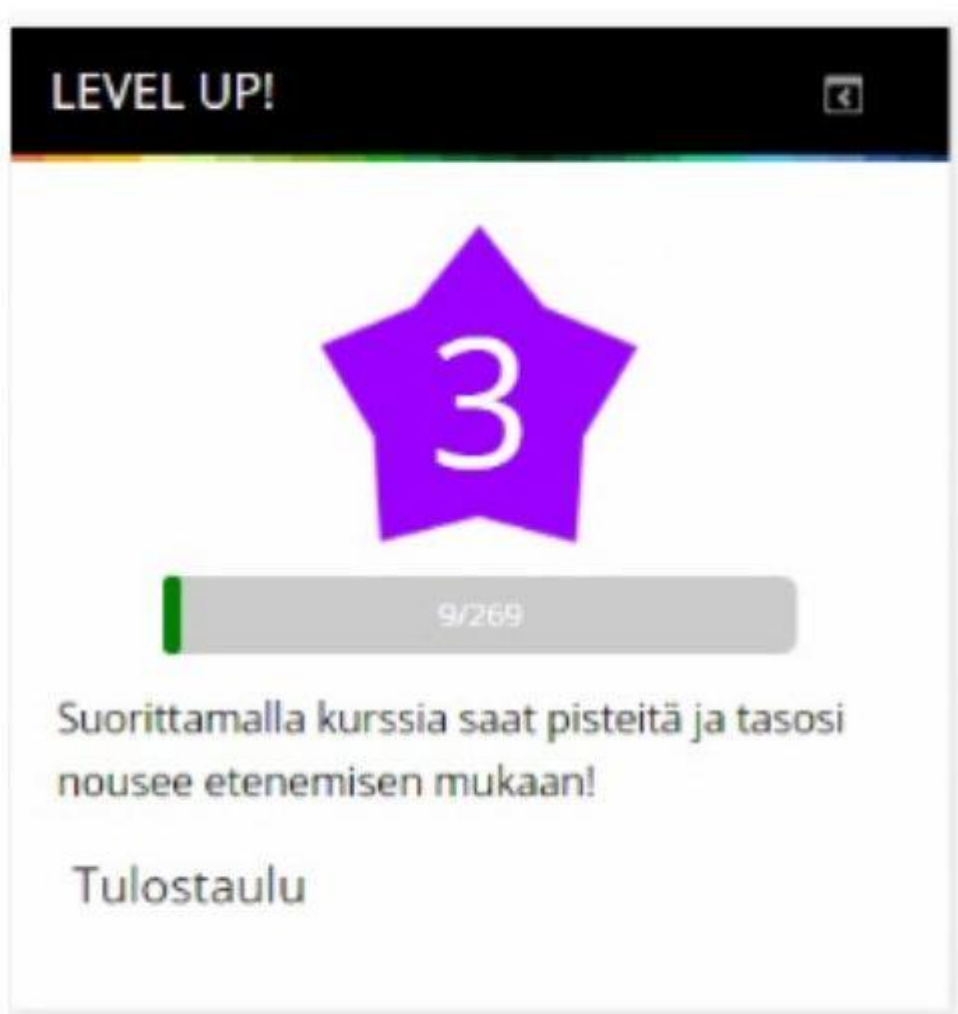 LEVEL UP!
3
9/269
Suorittamalla kurssia saat pisteitä ja tasosi
nousee etenemisen mukaan!
Tulostaulu